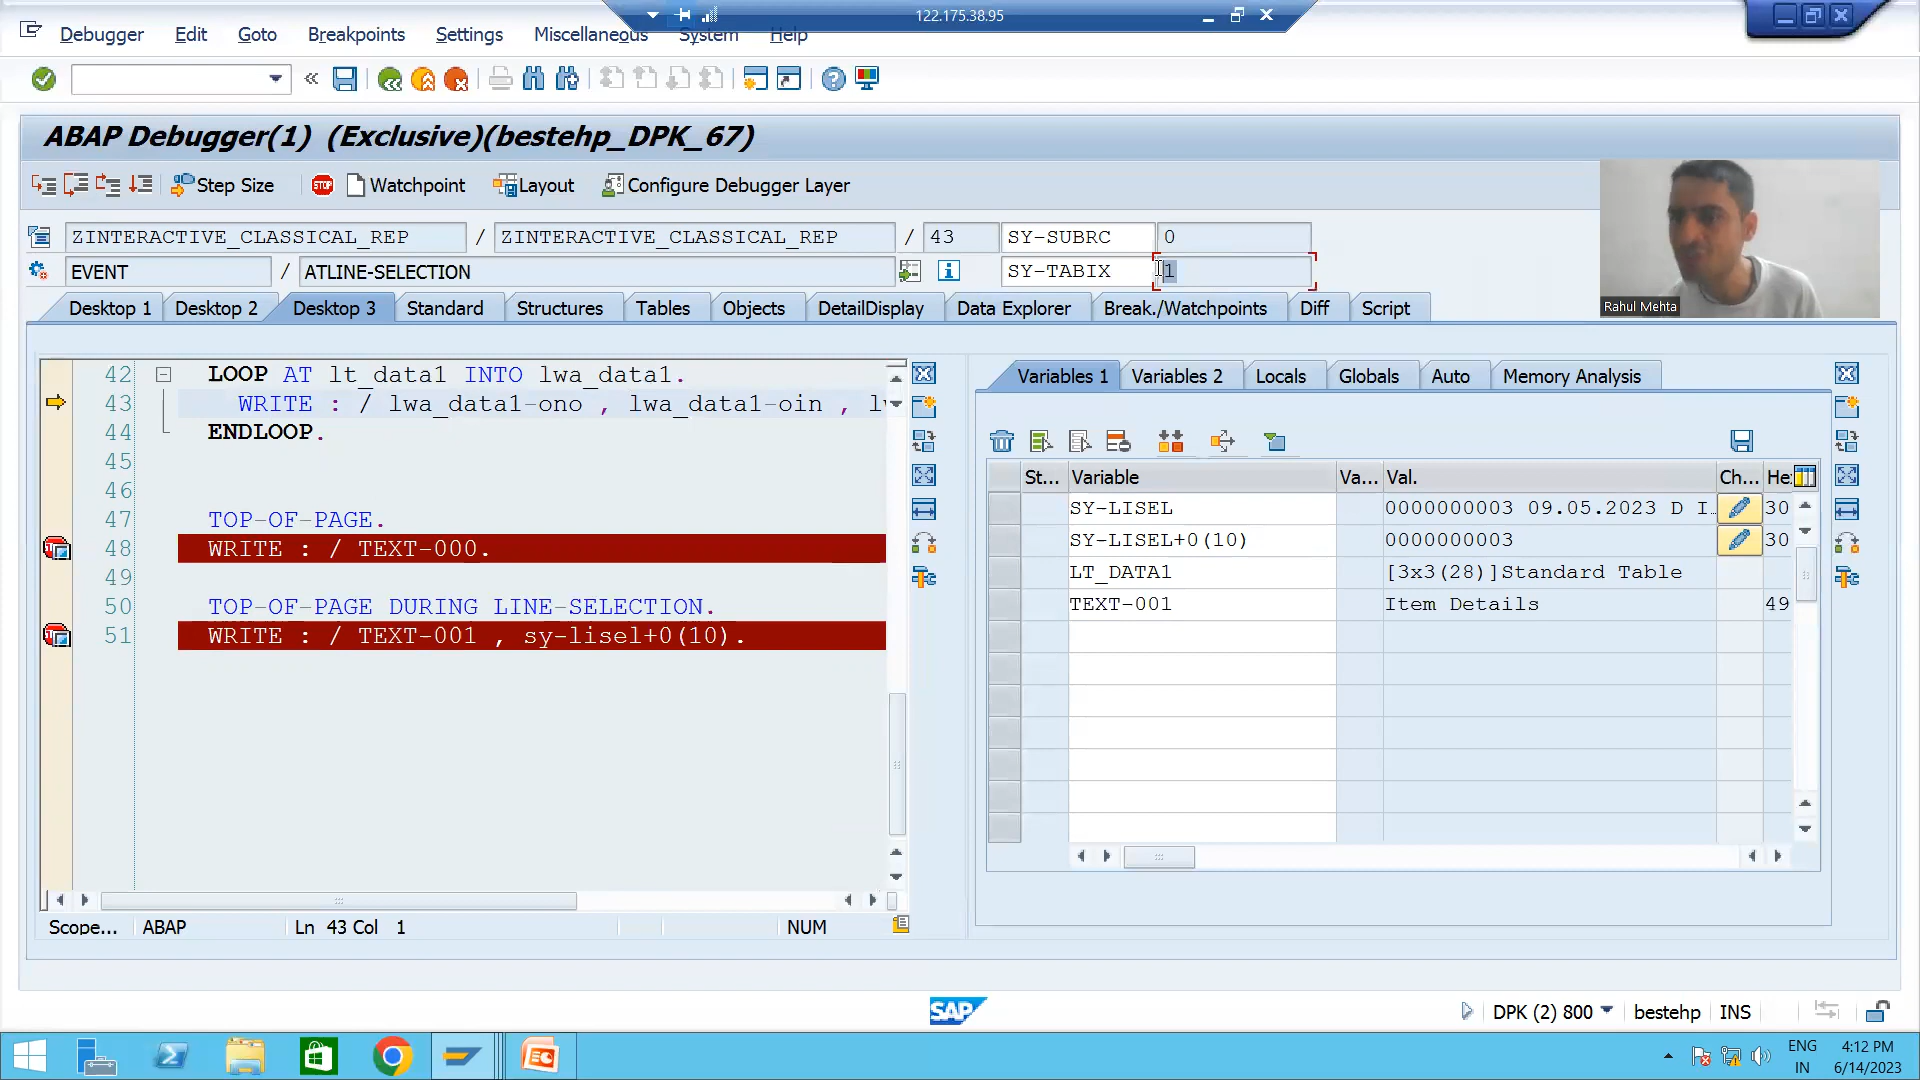 122.175.38.95
Debugger Edit Goto Breakpoints Settings Miscellaneous System Help
ABAP Debugger(1) (Exclusive)(bestehp_DPK_67)
Step Size STOP Watchpoint Layout Configure Debugger Layer
ZINTERACTIVE_CLASSICAL_REP / ZINTERACTIVE_CLASSICAL_REP / 43 SY-SUBRC 0
EVENT / ATLINE-SELECTION SY-TABIX 1
Rahul Mehta
Desktop 1 Desktop 2 Desktop 3 Standard Structures Tables Objects DetailDisplay Data Explorer Break./Watchpoints Diff Script
42 LOOP AT lt_data1 INTO lwa_data1.
43 WRITE : / lwa_data1-ono , lwa_data1-oin , lw
44 ENDLOOP.
45
46
47 TOP-OF-PAGE.
48 WRITE : / TEXT-000.
49
50 TOP-OF-PAGE DURING LINE-SELECTION.
51 WRITE : / TEXT-001 , sy-lisel+0(10).
Scope... ABAP Ln 43 Col 1 NUM
Variables 1 Variables 2 Locals Globals Auto Memory Analysis
St... Variable Va... Val. Ch... He
SY-LISEL 0000000003 09.05.2023 D I... 30
SY-LISEL+0(10) 0000000003 30
LT_DATA1 [3x3(28)]Standard Table
TEXT-001 Item Details 49
SAP
DPK (2) 800 bestehp INS
ENG
IN
4:12 PM
6/14/2023